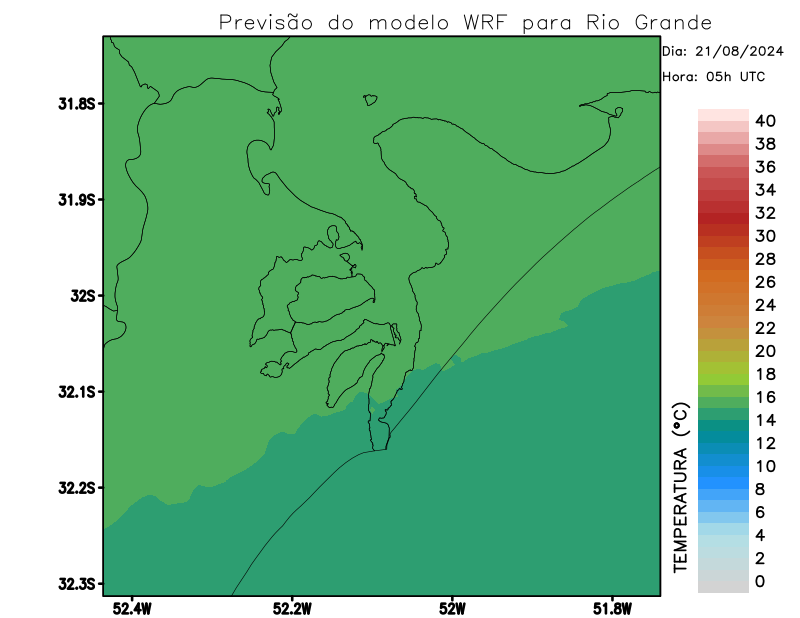 Previsão do modelo WRF para Rio Grande
Dia: 21/08/2024
Hora: 05h UTC
31.8S
31.9S
32S
32.1S
32.2S
32.3S
52.4W
52.2W
52W
51.8W
TEMPERATURA (°C)
40
38
36
34
32
30
28
26
24
22
20
18
16
14
12
10
8
6
4
2
0